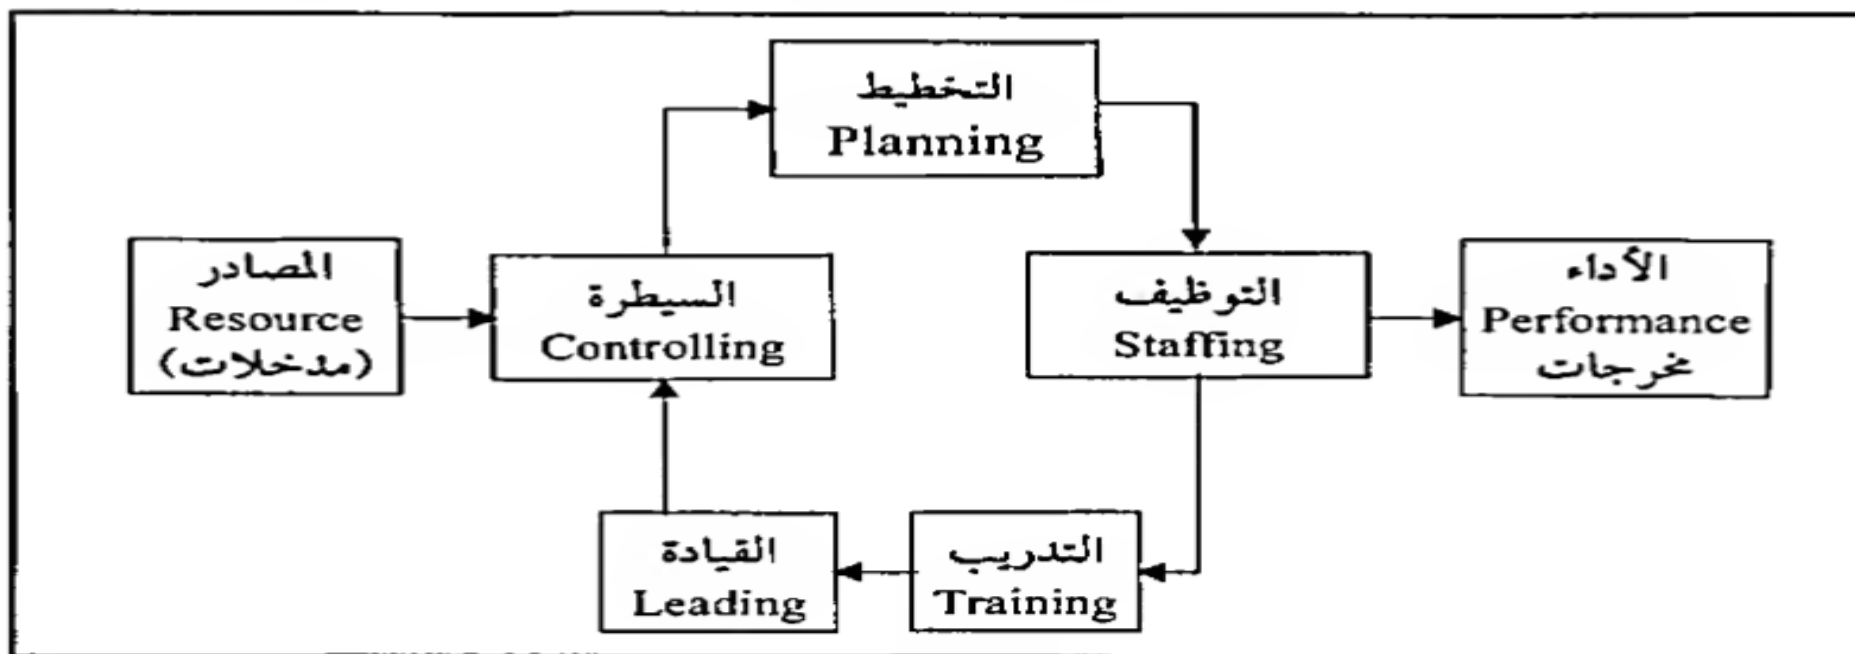 التخطيط
Planning
المصادر
Resource
(مدخلات)
السيطرة
Controlling
التوظيف
Staffing
الأداء
Performance
مخرجات
القيادة
Leading
التدريب
Training